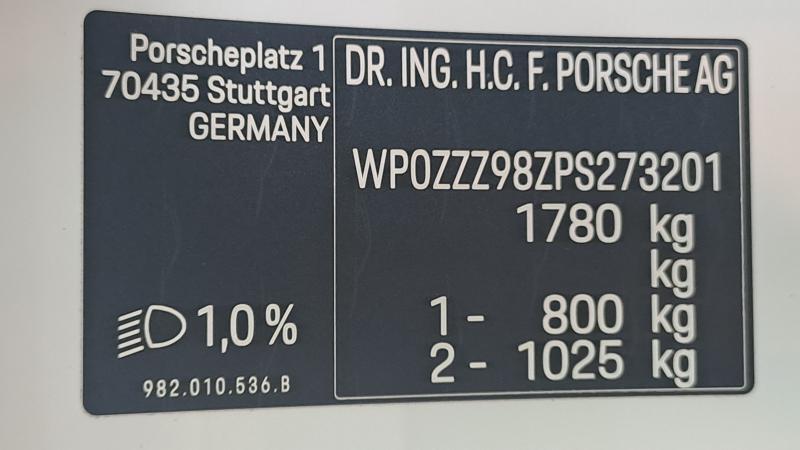 Porscheplatz 1
70435 Stuttgart
GERMANY
DR. ING. H.C. F. PORSCHE AG
WP0ZZZ98ZPS273201
1780 kg
kg
1 - 800 kg
2 - 1025 kg
1,0 %
982.010.536.B